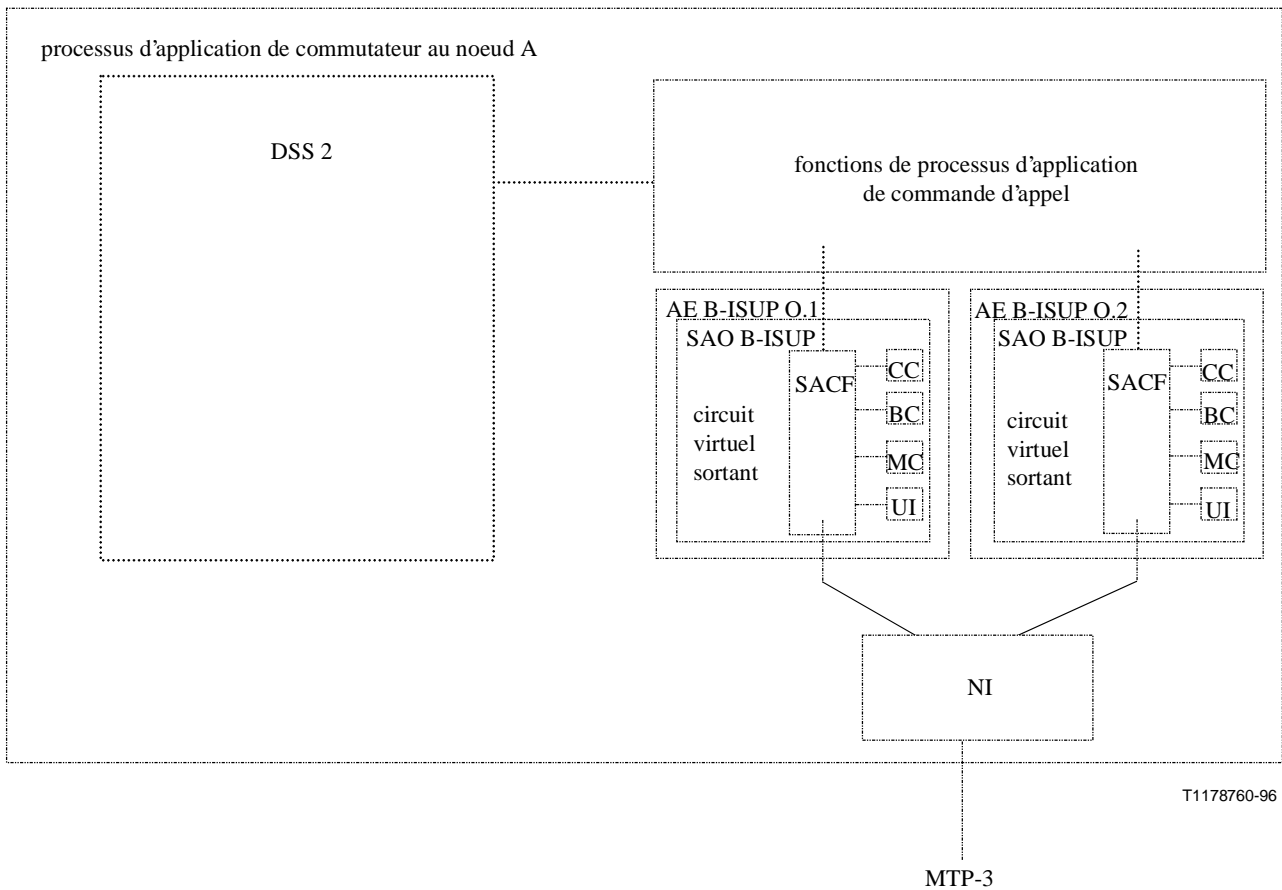 processus d'application de commutateur au noeud A
DSS 2
fonctions de processus d'application
de commande d'appel
AE B-ISUP O.1
SAO B-ISUP
SACF
CC
BC
MC
UI
circuit
virtuel
sortant
AE B-ISUP O.2
SAO B-ISUP
SACF
CC
BC
MC
UI
circuit
virtuel
sortant
NI
T1178760-96
MTP-3